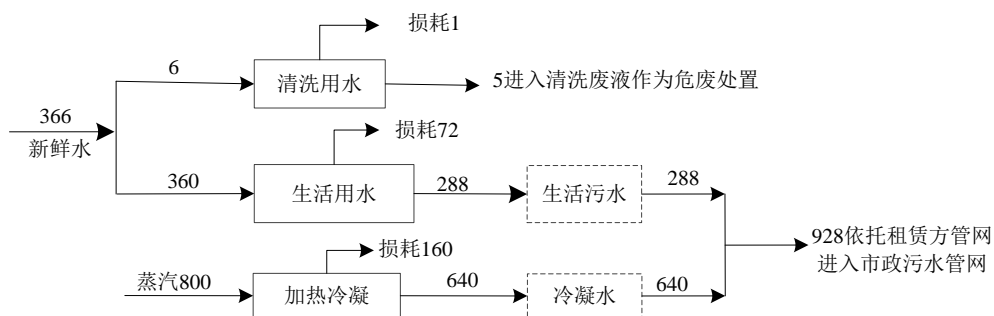 损耗1
6
清洗用水
5进入清洗废液作为危废处置
366
新鲜水
损耗72
360
生活用水
288
生活污水
288
928依托租赁方管网
进入市政污水管网
损耗160
蒸汽800
加热冷凝
640
冷凝水
640